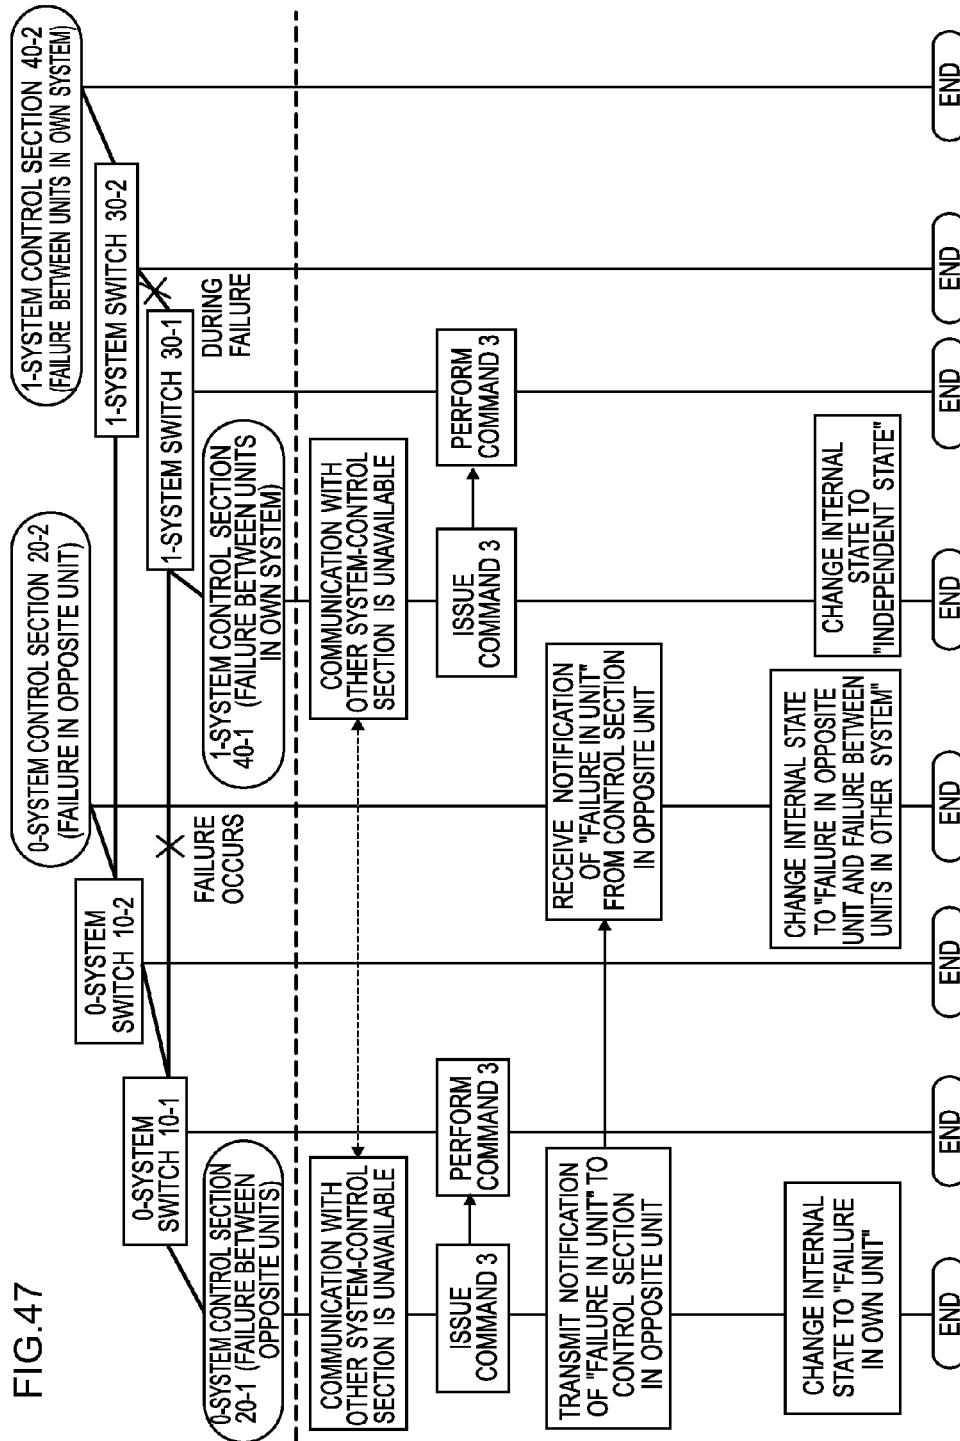 FIG.47
0-SYSTEM CONTROL SECTION
20-1 (FAILURE BETWEEN
OPPOSITE UNITS)
0-SYSTEM
SWITCH 10-1
0-SYSTEM
SWITCH 10-2
0-SYSTEM CONTROL SECTION 20-2
(FAILURE IN OPPOSITE UNIT)
1-SYSTEM CONTROL SECTION
40-1 (FAILURE BETWEEN UNITS
IN OWN SYSTEM)
1-SYSTEM SWITCH 30-1
1-SYSTEM SWITCH 30-2
1-SYSTEM CONTROL SECTION 40-2
(FAILURE BETWEEN UNITS IN OWN SYSTEM)
FAILURE
OCCURS
DURING
FAILURE
COMMUNICATION WITH
OTHER SYSTEM-CONTROL
SECTION IS UNAVAILABLE
COMMUNICATION WITH
OTHER SYSTEM-CONTROL
SECTION IS UNAVAILABLE
ISSUE
COMMAND 3
PERFORM
COMMAND 3
ISSUE
COMMAND 3
PERFORM
COMMAND 3
TRANSMIT NOTIFICATION
OF "FAILURE IN UNIT" TO
CONTROL SECTION
IN OPPOSITE UNIT
RECEIVE NOTIFICATION
OF "FAILURE IN UNIT"
FROM CONTROL SECTION
IN OPPOSITE UNIT
CHANGE INTERNAL
STATE TO "FAILURE
IN OWN UNIT"
CHANGE INTERNAL STATE
TO "FAILURE IN OPPOSITE
UNIT AND FAILURE BETWEEN
UNITS IN OTHER SYSTEM"
CHANGE INTERNAL
STATE TO
"INDEPENDENT STATE"
END
END
END
END
END
END
END
END